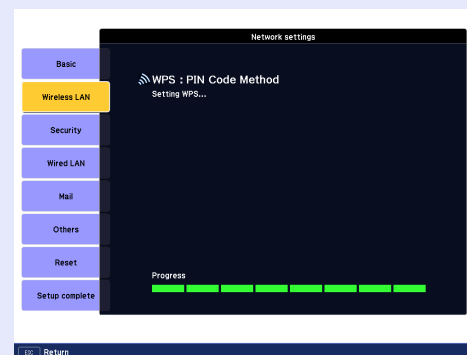 Network settings
Basic
Wireless LAN
Security
Wired LAN
Mail
Others
Reset
Setup complete
WPS : PIN Code Method
Setting WPS...
Progress
ESC Return